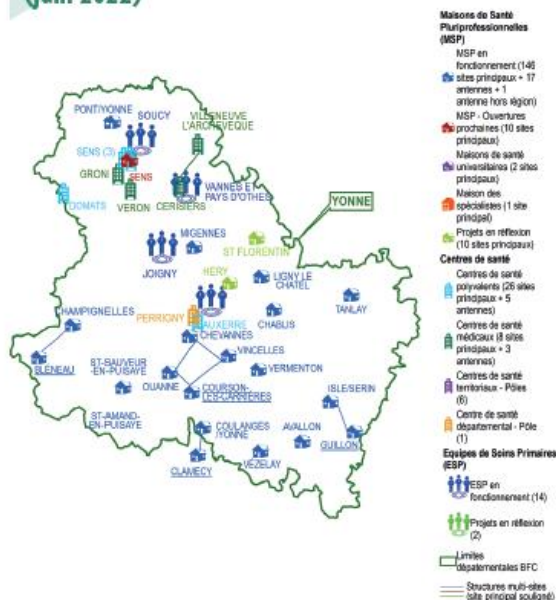 (juin 2022)
PONT/YONNE
SOUCY
VILLENEUVE
L'ARCHEVEQUE
SENS (3)
GRON
SENS
DOMATS
VERON
CERISIERS
VANNES ET
PAYS D'OTHE
YONNE
MIGENNES
ST FLORENTIN
JOIGNY
HERY
LIGNY LE
CHATEL
TANLAY
CHAMPIGNELLES
PERRIGNY
AUXERRE
CHABLIS
CHEVANNES
BLENEAU
ST-SAUVEUR
-EN-PUISAYE
VINCELLES
VERMENTON
OUANNE
COURSON-
LES-CARRIERES
ISLE/SEREIN
ST-AMAND-
EN-PUISAYE
COULANGES
/YONNE
AVALLON
GUILLON
CLAMECY
VEZELAY
Maisons de Santé
Pluriprofessionnelles
(MSP)
MSP en
fonctionnement (146
sites principaux + 17
antennes + 1
antenne hors région)
MSP - Ouvertures
prochaines (10 sites
principaux)
Maisons de santé
universitaires (2 sites
principaux)
Maison des
spécialistes (1 site
principal)
Projets en réflexion
(10 sites principaux)
Centres de santé
Centres de santé
polyvalents (26 sites
principaux + 5
antennes)
Centres de santé
médicaux (8 sites
principaux + 3
antennes)
Centres de santé
territoriaux - Pôles
(6)
Centre de santé
départemental - Pôle
(1)
Equipes de Soins Primaires
(ESP)
ESP en
fonctionnement (14)
Projets en réflexion
(2)
Limites
départementales BFC
Structures multi-sites
(site principal souligné)